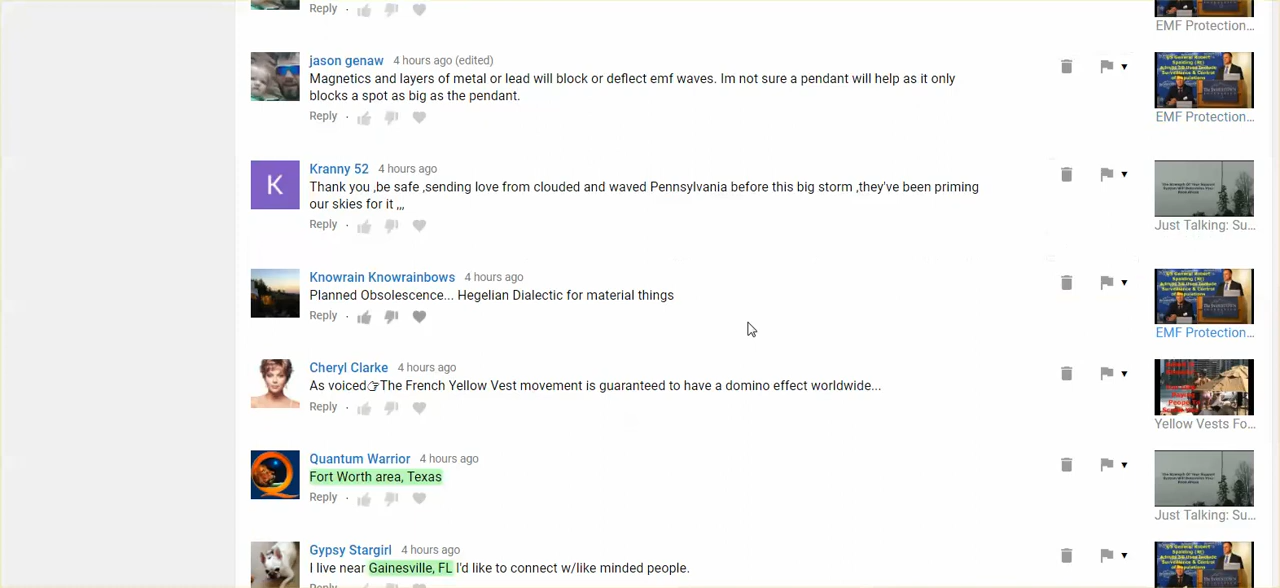 Reply ·
EMF Protection...
jason genaw 4 hours ago (edited)
Magnetics and layers of metal or lead will block or deflect emf waves. Im not sure a pendant will help as it only
blocks a spot as big as the pendant.
Reply ·
EMF Protection...
Kranny 52 4 hours ago
Thank you ,be safe ,sending love from clouded and waved Pennsylvania before this big storm ,they've been priming
our skies for it ,,,
Reply ·
Just Talking: Su...
Knowrain Knowrainbows 4 hours ago
Planned Obsolescence... Hegelian Dialectic for material things
Reply ·
EMF Protection...
Cheryl Clarke 4 hours ago
As voiced👉The French Yellow Vest movement is guaranteed to have a domino effect worldwide...
Reply ·
Yellow Vests Fo...
Quantum Warrior 4 hours ago
Fort Worth area, Texas
Reply ·
Just Talking: Su...
Gypsy Stargirl 4 hours ago
I live near Gainesville, FL I'd like to connect w/like minded people.